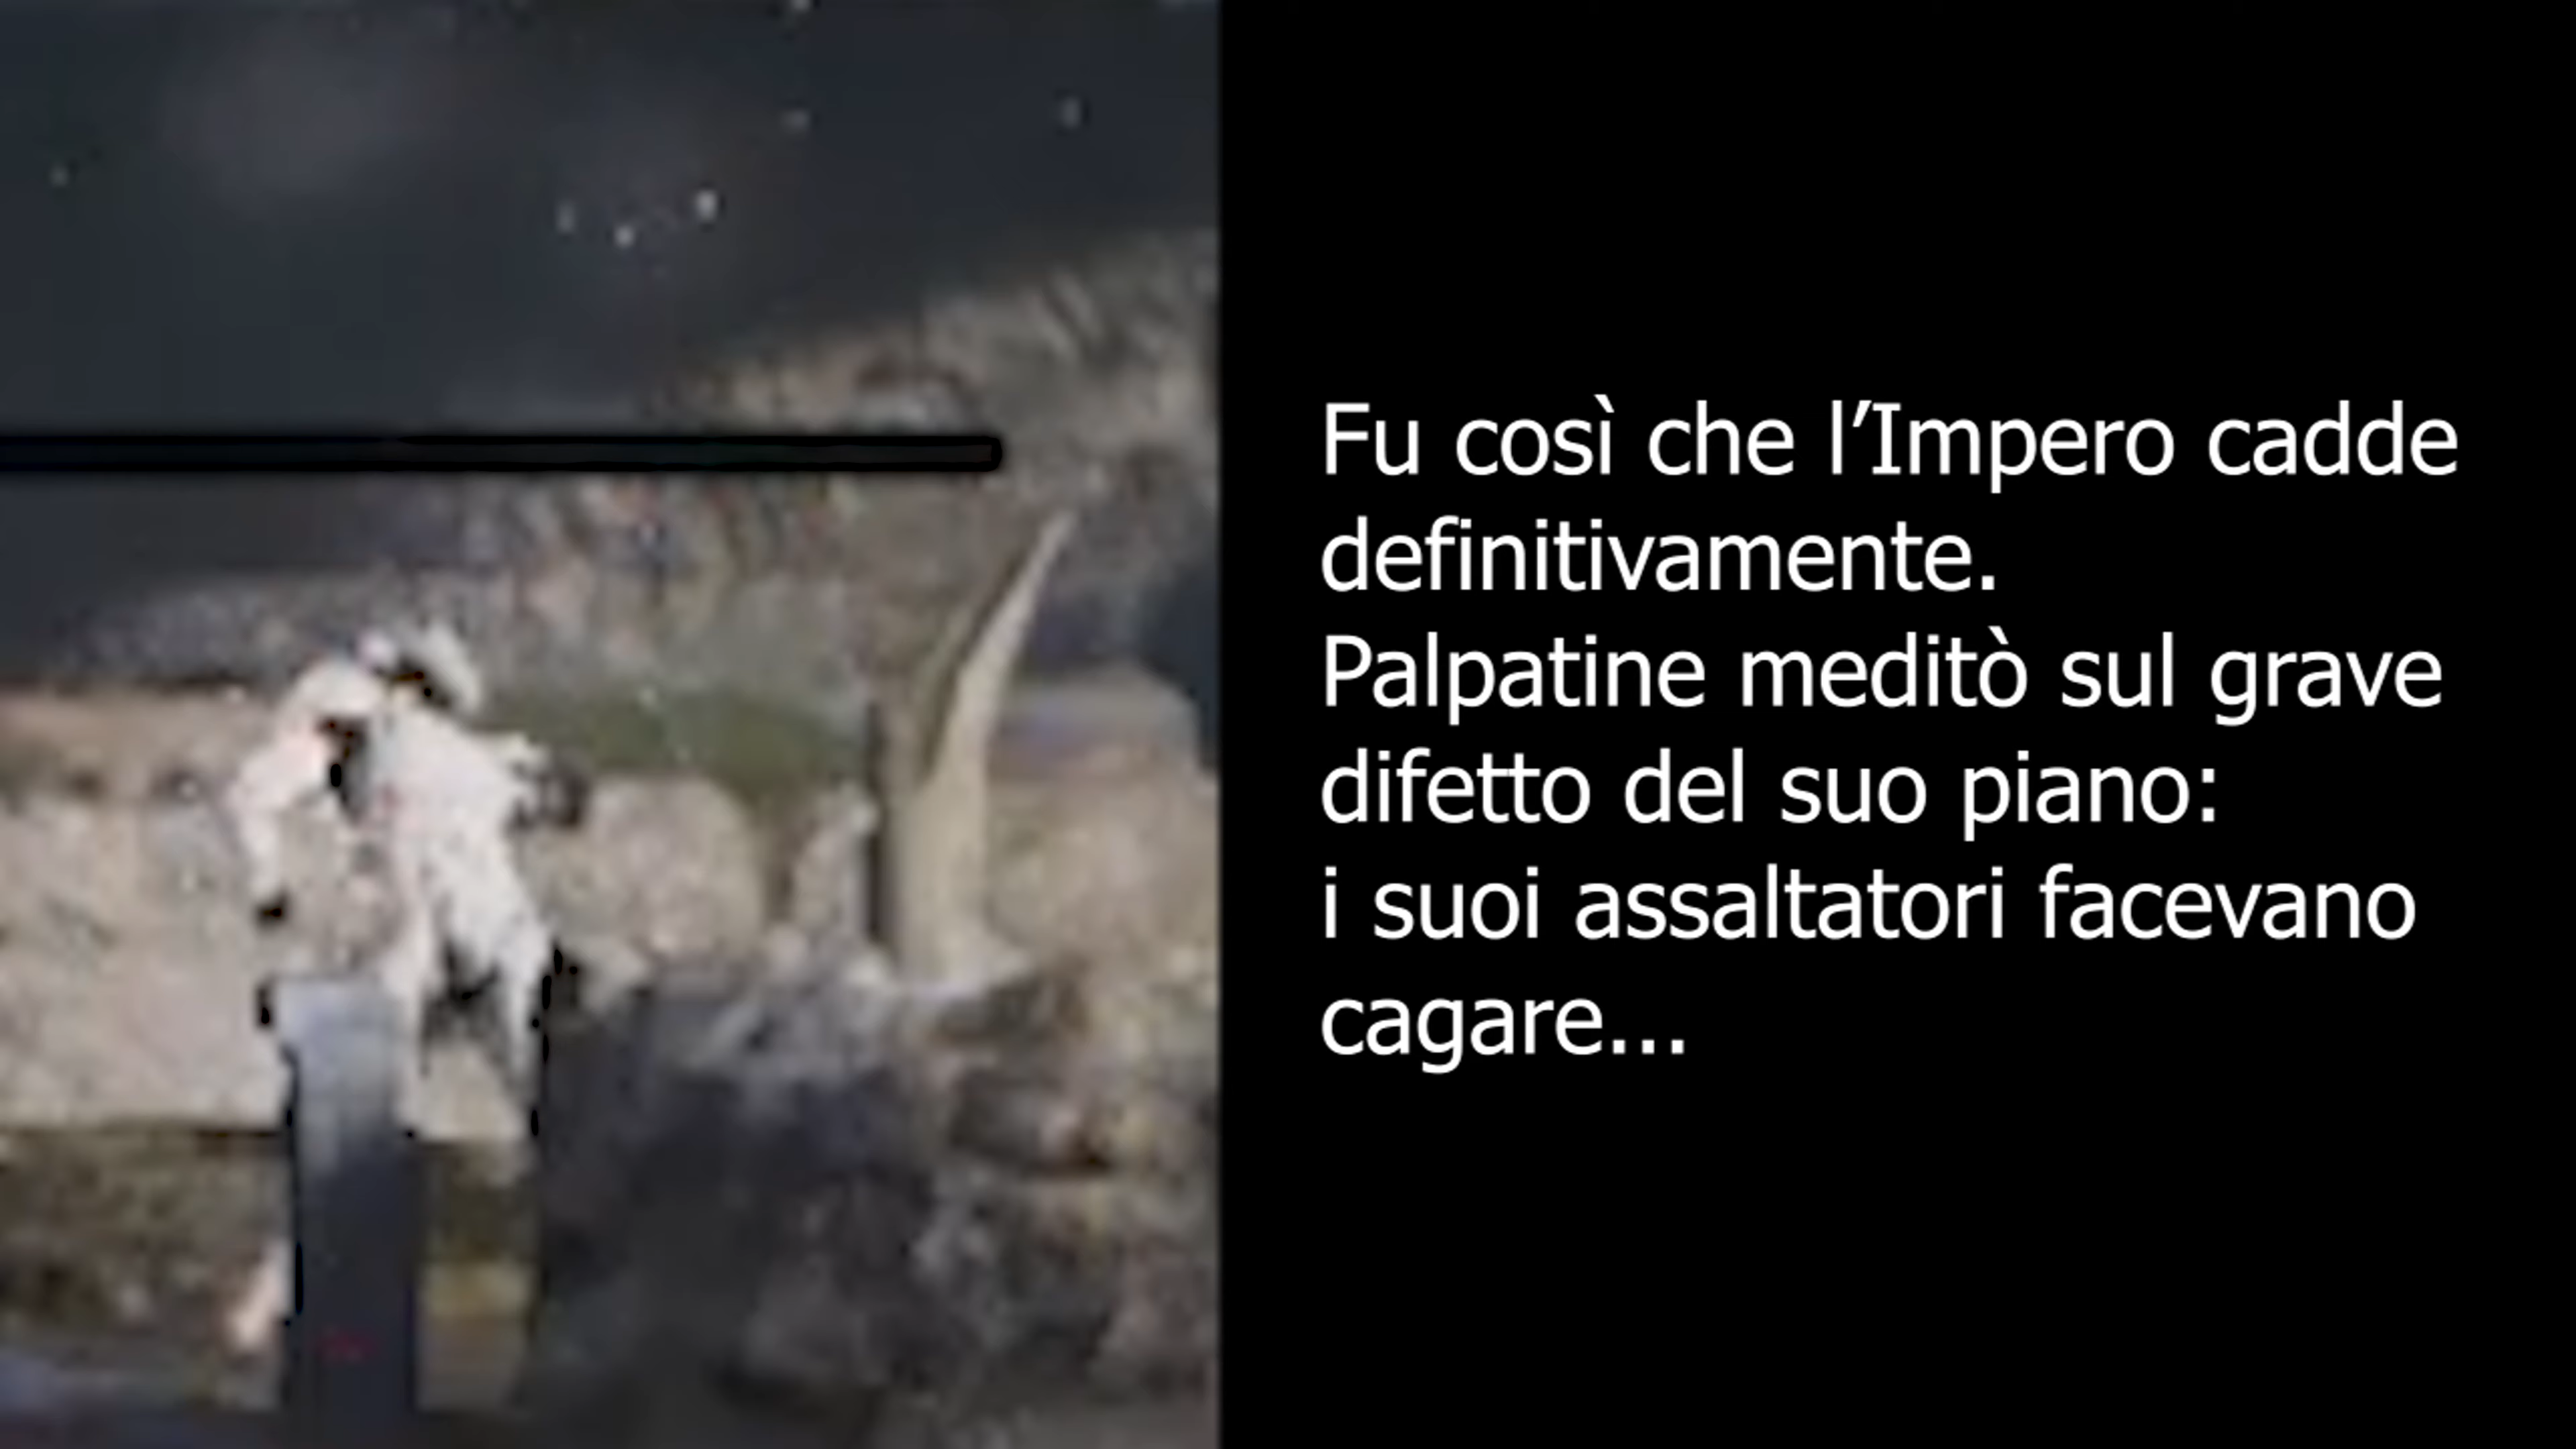 Fu così che l’Impero cadde
definitivamente.
Palpatine meditò sul grave
difetto del suo piano:
i suoi assaltatori facevano
cagare...